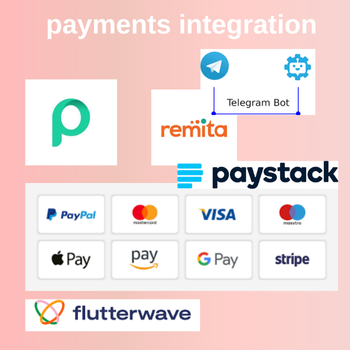 payments integration
Telegram Bot
remita
paystack
PayPal mastercard VISA maestro
Pay pay G Pay stripe
flutterwave